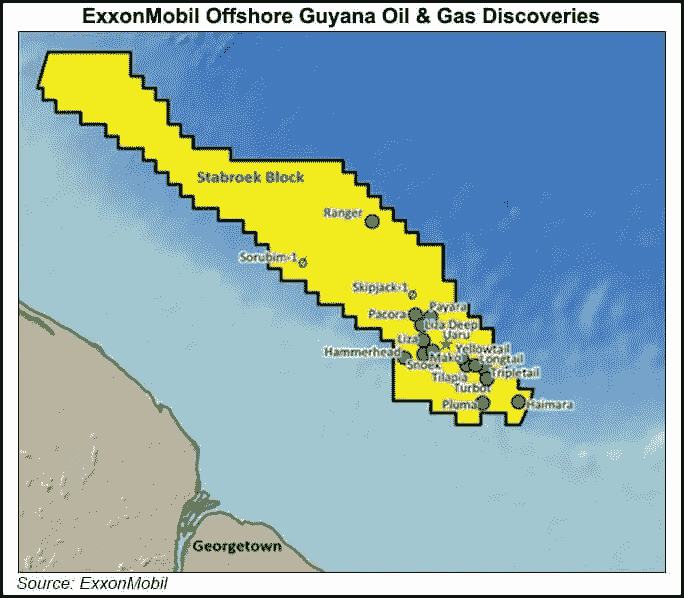 ExxonMobil Offshore Guyana Oil & Gas Discoveries
Stabroek Block
Ranger
Sorubim-1
Skipjack-1
Payara
Pacora
Liza Deep
Uaru
Liza
Yellowtail
Hammerhead
Mako
Longtail
Snoek
Tripletail
Tilapia
Turbot
Pluma
Haimara
Georgetown
Source: ExxonMobil